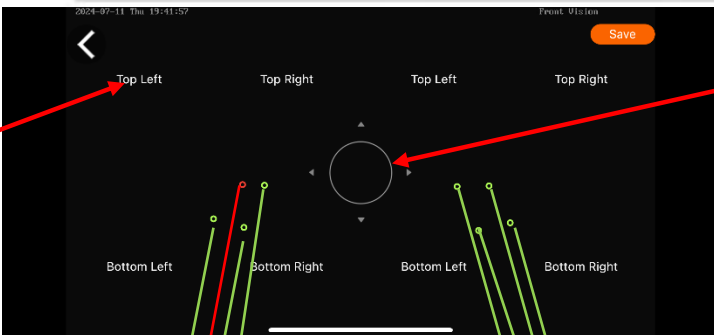 2024-07-11 Thu 19:41:57 Front Vision
Save
Top Left Top Right Top Left Top Right
Bottom Left Bottom Right Bottom Left Bottom Right